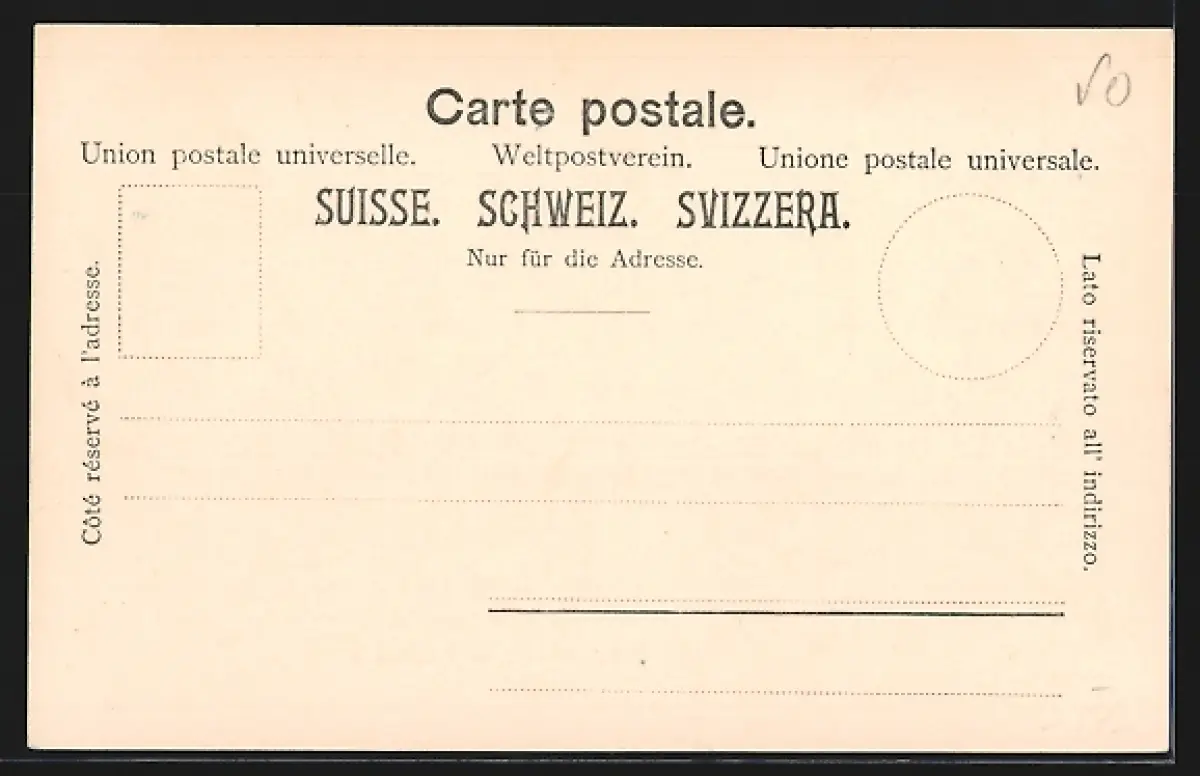 Carte postale.
Union postale universelle. Weltpostverein. Unione postale universale.
SUISSE. SCHWEIZ. SVIZZERA.
Nur für die Adresse.
Côté réservé à l'adresse.
Lato riservato all' indirizzo.